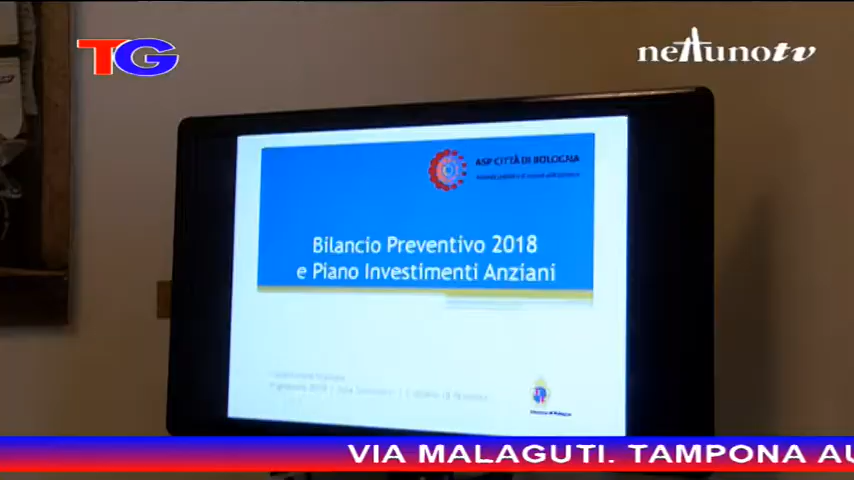 TG
nettunotv
ASP CITTÀ DI BOLOGNA
Bilancio Preventivo 2018
e Piano Investimenti Anziani
VIA MALAGUTI. TAMPONA AU